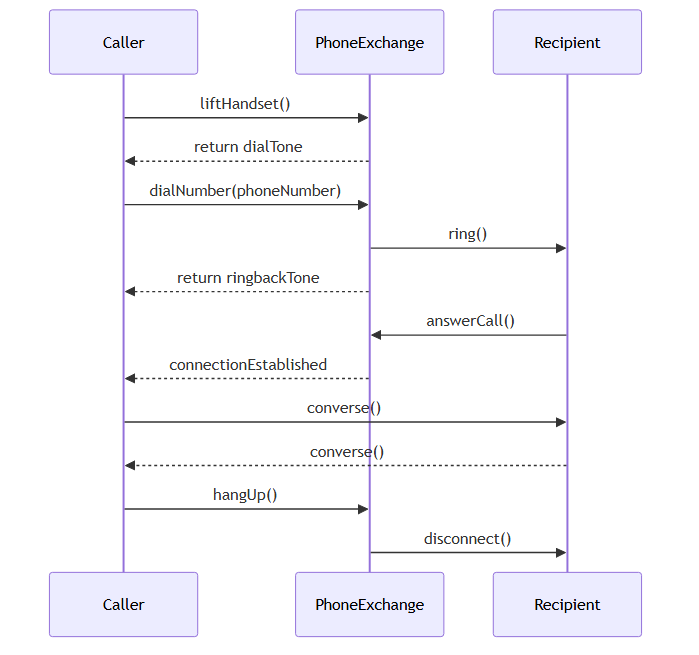 Caller
PhoneExchange
Recipient
liftHandset()
return dialTone
dialNumber(phoneNumber)
ring()
return ringbackTone
answerCall()
connectionEstablished
converse()
converse()
hangUp()
disconnect()
Caller
PhoneExchange
Recipient